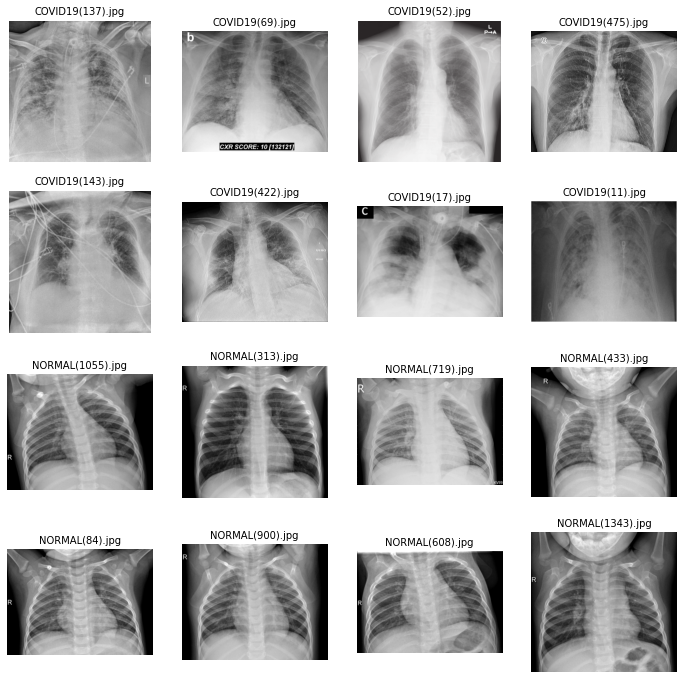 COVID19(137).jpg
COVID19(69).jpg
COVID19(52).jpg
COVID19(475).jpg
b
L
P→A
L
CXR SCORE: 10 [132121]
COVID19(143).jpg
COVID19(422).jpg
COVID19(17).jpg
COVID19(11).jpg
C
NORMAL(1055).jpg
NORMAL(313).jpg
NORMAL(719).jpg
NORMAL(433).jpg
R
R
R
R
NORMAL(84).jpg
NORMAL(900).jpg
NORMAL(608).jpg
NORMAL(1343).jpg
R
R
R
R